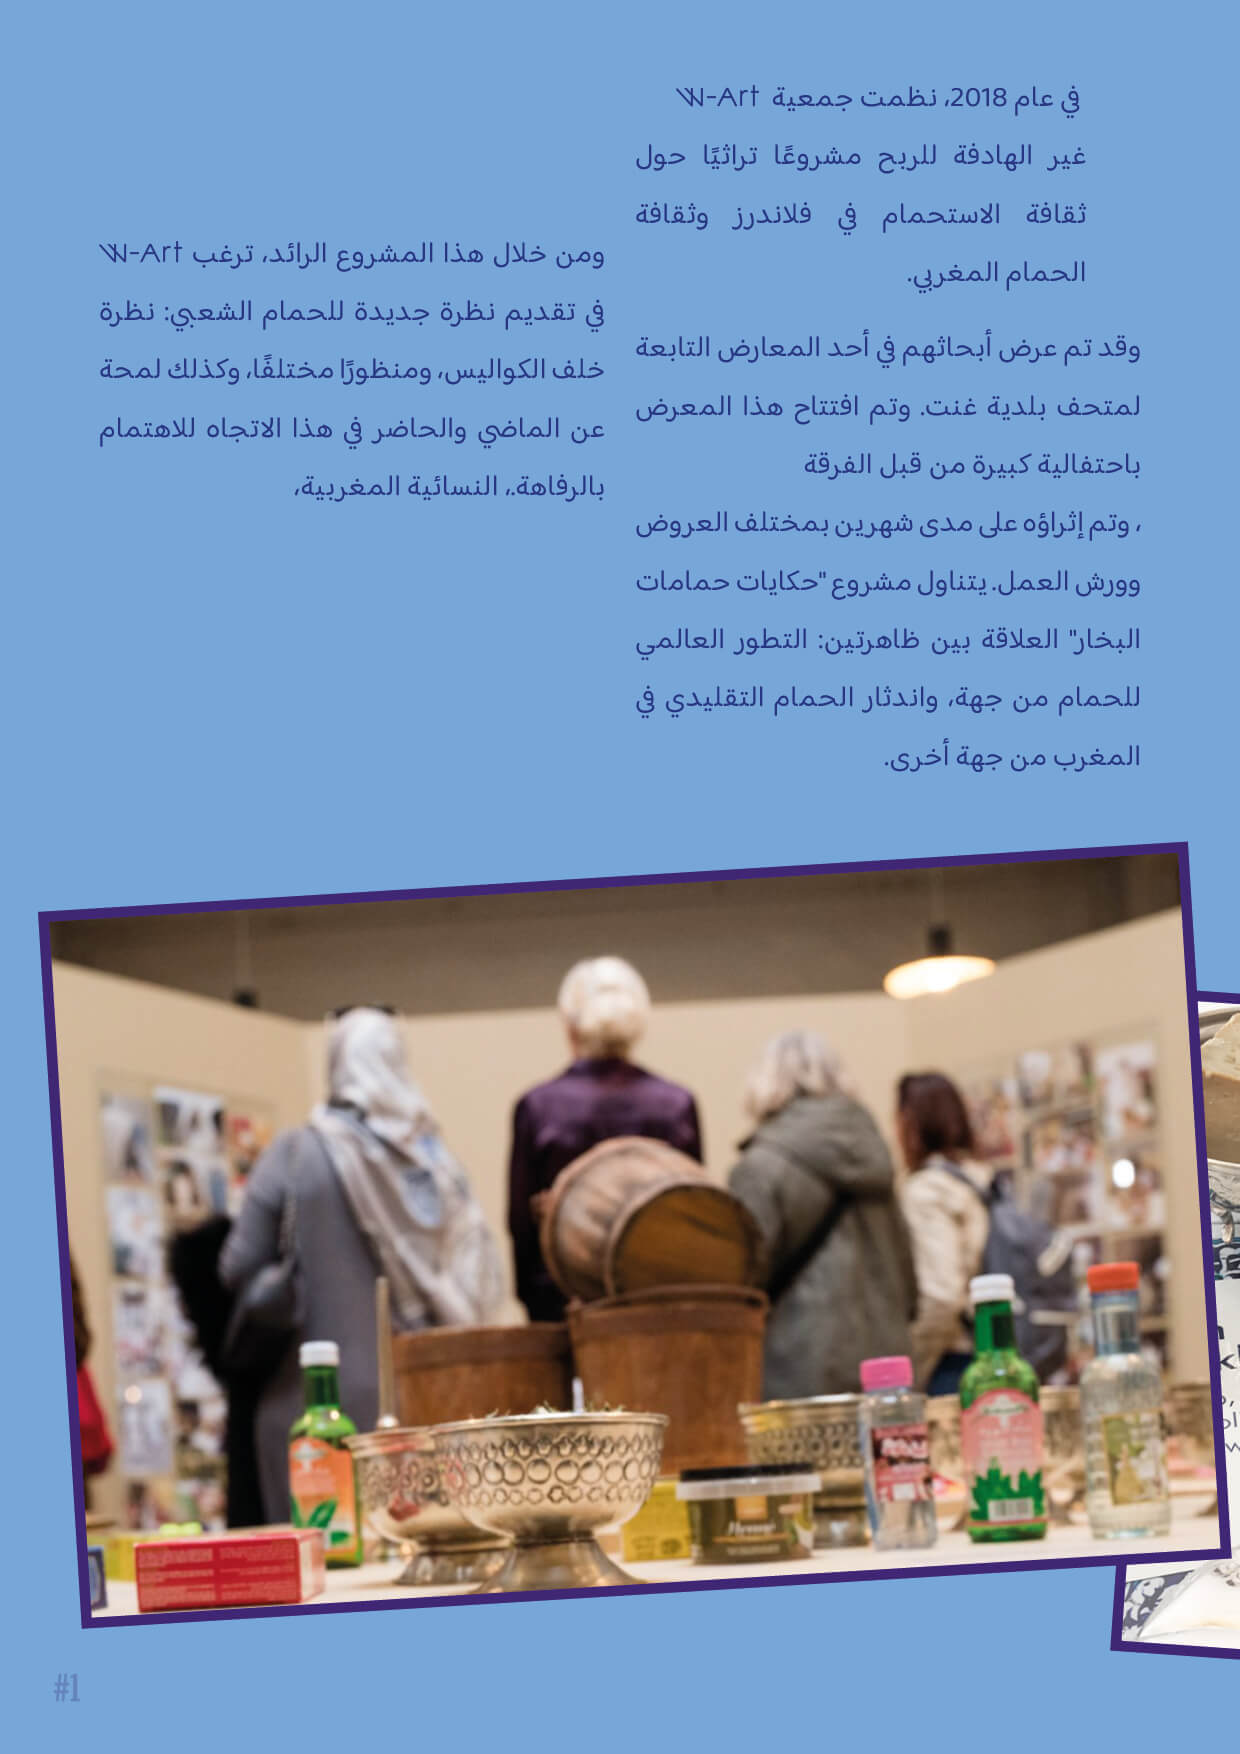 في عام 2018، نظمت جمعية W-Art
غير الهادفة للربح مشروعًا تراثيًا حول
ثقافة الاستحمام في فلاندرز وثقافة
الحمام المغربي.
وقد تم عرض أبحاثهم في أحد المعارض التابعة
لمتحف بلدية غنت. وتم افتتاح هذا المعرض
باحتفالية كبيرة من قبل الفرقة
، وتم إثراؤه على مدى شهرين بمختلف العروض
وورش العمل. يتناول مشروع "حكايات حمامات
البخار" العلاقة بين ظاهرتين: التطور العالمي
للحمام من جهة، واندثار الحمام التقليدي في
المغرب من جهة أخرى.
ومن خلال هذا المشروع الرائد، ترغب W-Art
في تقديم نظرة جديدة للحمام الشعبي: نظرة
خلف الكواليس، ومنظورًا مختلفًا، وكذلك لمحة
عن الماضي والحاضر في هذا الاتجاه للاهتمام
بالرفاهة.، النسائية المغربية،
#1